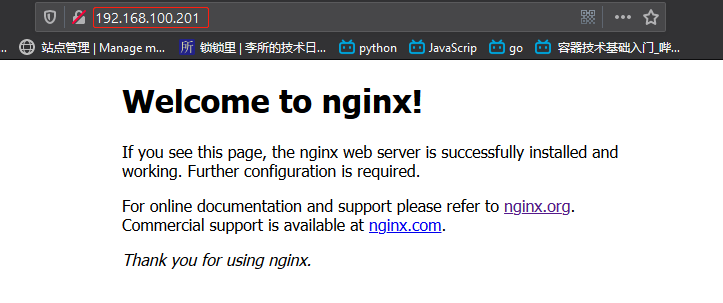 192.168.100.201
... 站点管理 | Manage m... 所 锁锁里 | 李所的技术日... python JavaScrip go 容器技术基础入门_哔...
Welcome to nginx!
If you see this page, the nginx web server is successfully installed and
working. Further configuration is required.
For online documentation and support please refer to nginx.org.
Commercial support is available at nginx.com.
Thank you for using nginx.